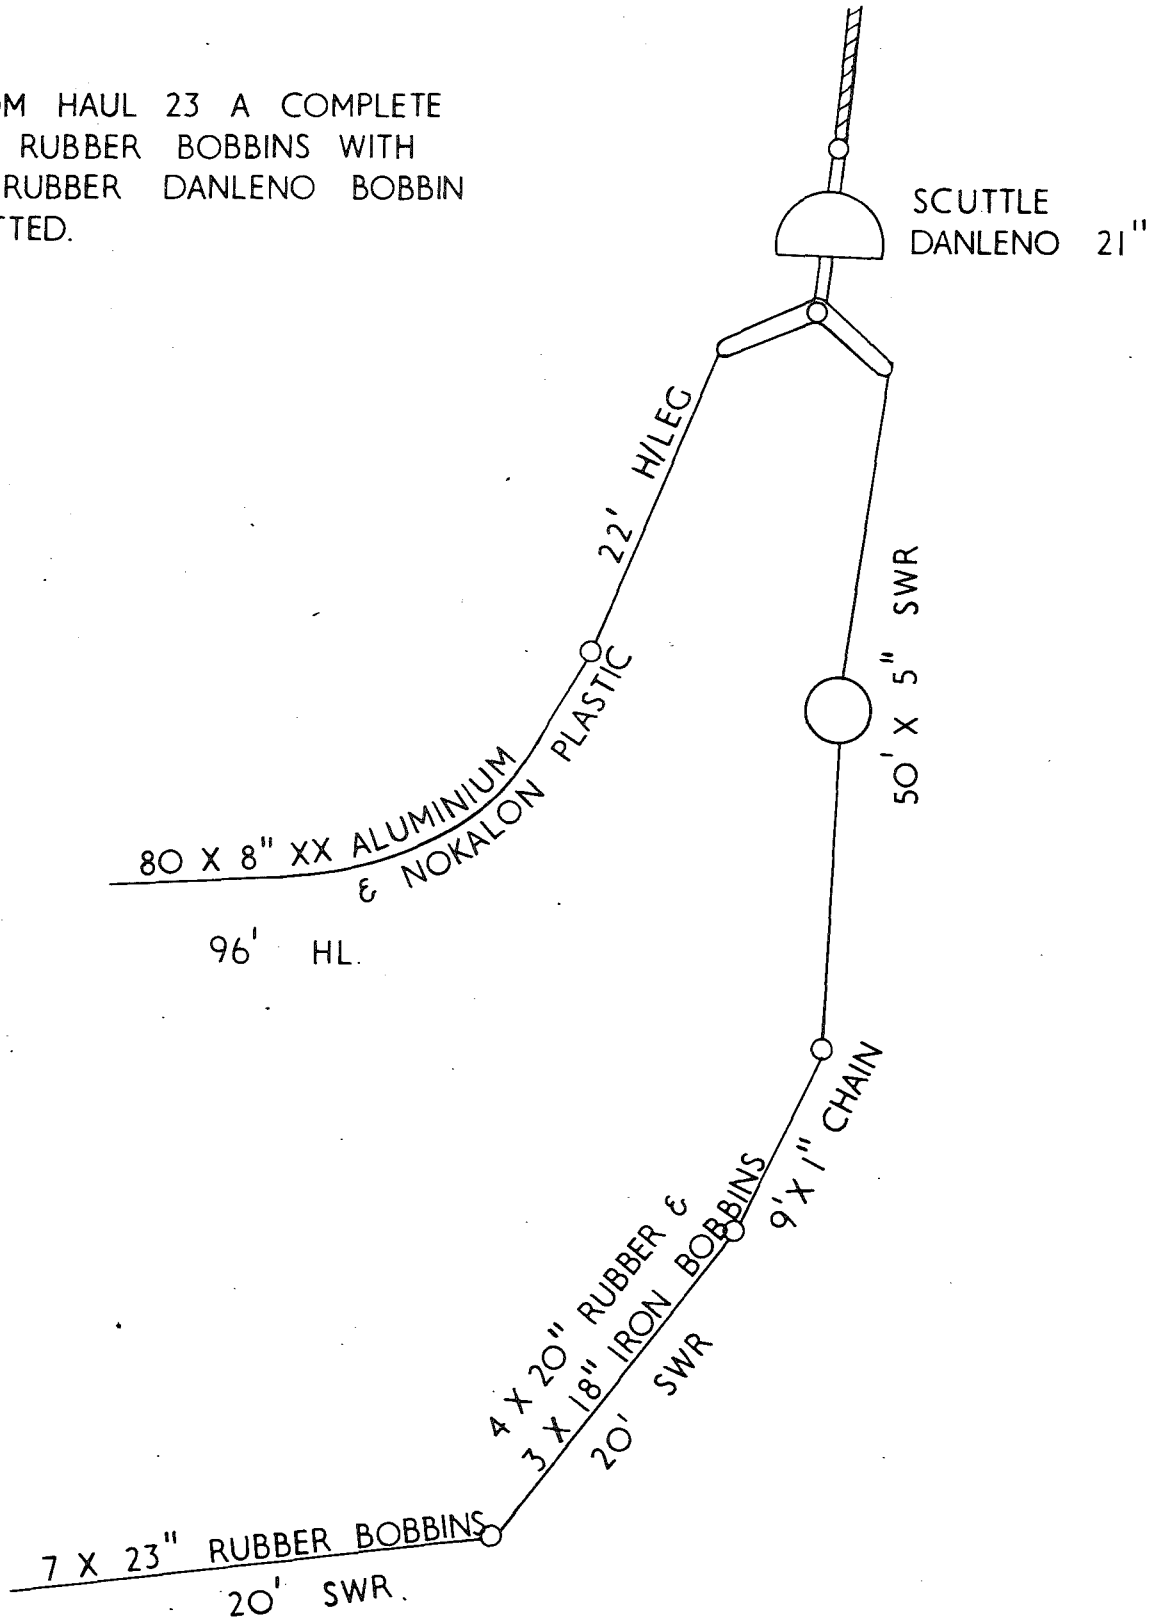 HAUL 23 A COMPLETE
RUBBER BOBBINS WITH
RUBBER DANLENO BOBBIN
SCUTTLE
DANLENO 21"
22' H/LEG
50' X 5" SWR
80 X 8" XX ALUMINIUM
& NOKALON PLASTIC
96' HL.
9' X 1" CHAIN
4 X 20" RUBBER &
3 X 18" IRON BOBBINS
20' SWR
7 X 23" RUBBER BOBBINS
20' SWR.